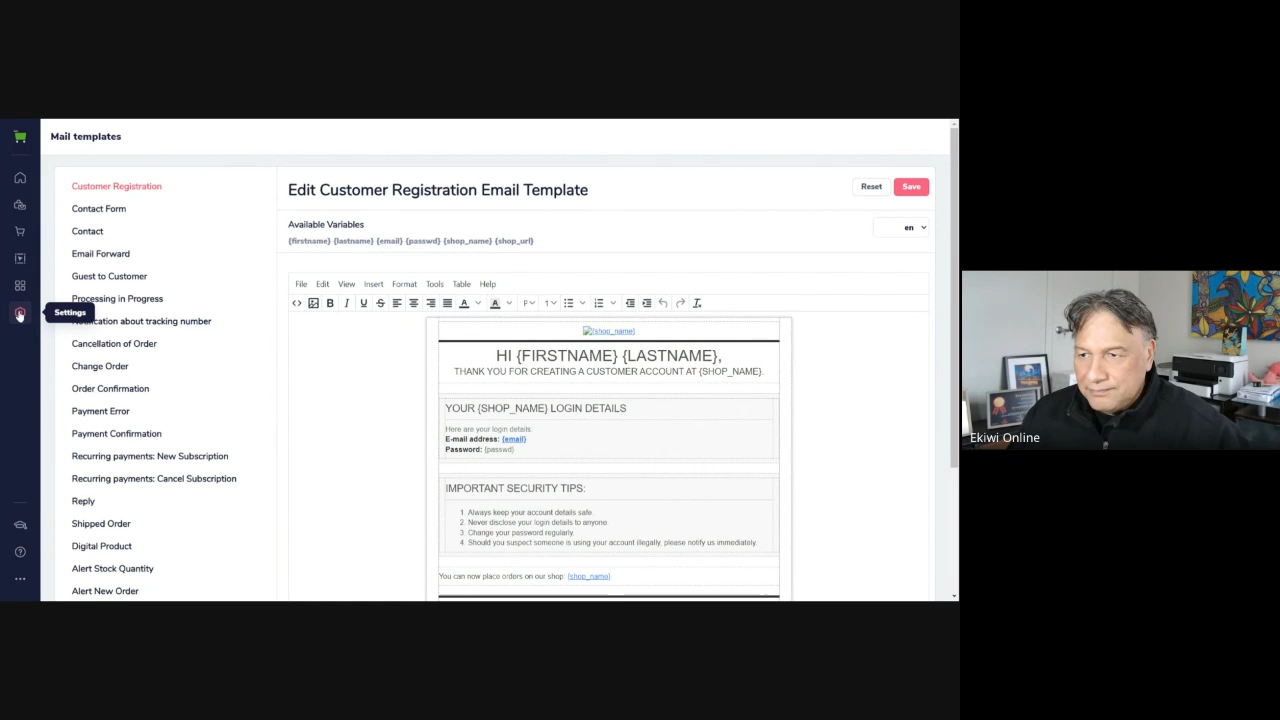 Mail templates
Customer Registration
Contact Form
Contact
Email Forward
Guest to Customer
Processing in Progress
Settings
Notification about tracking number
Cancellation of Order
Change Order
Order Confirmation
Payment Error
Payment Confirmation
Recurring payments: New Subscription
Recurring payments: Cancel Subscription
Reply
Shipped Order
Digital Product
Alert Stock Quantity
Alert New Order
Edit Customer Registration Email Template
Reset
Save
Available Variables
en
{firstname} {lastname} {email} {passwd} {shop_name} {shop_url}
File Edit View Insert Format Tools Table Help
{shop_name}
HI {FIRSTNAME} {LASTNAME},
THANK YOU FOR CREATING A CUSTOMER ACCOUNT AT {SHOP_NAME}.
YOUR {SHOP_NAME} LOGIN DETAILS
Here are your login details:
E-mail address: {email}
Password: {passwd}
IMPORTANT SECURITY TIPS:
1. Always keep your account details safe.
2. Never disclose your login details to anyone.
3. Change your password regularly.
4. Should you suspect someone is using your account illegally, please notify us immediately.
You can now place orders on our shop: {shop_name}
Ekiwi Online